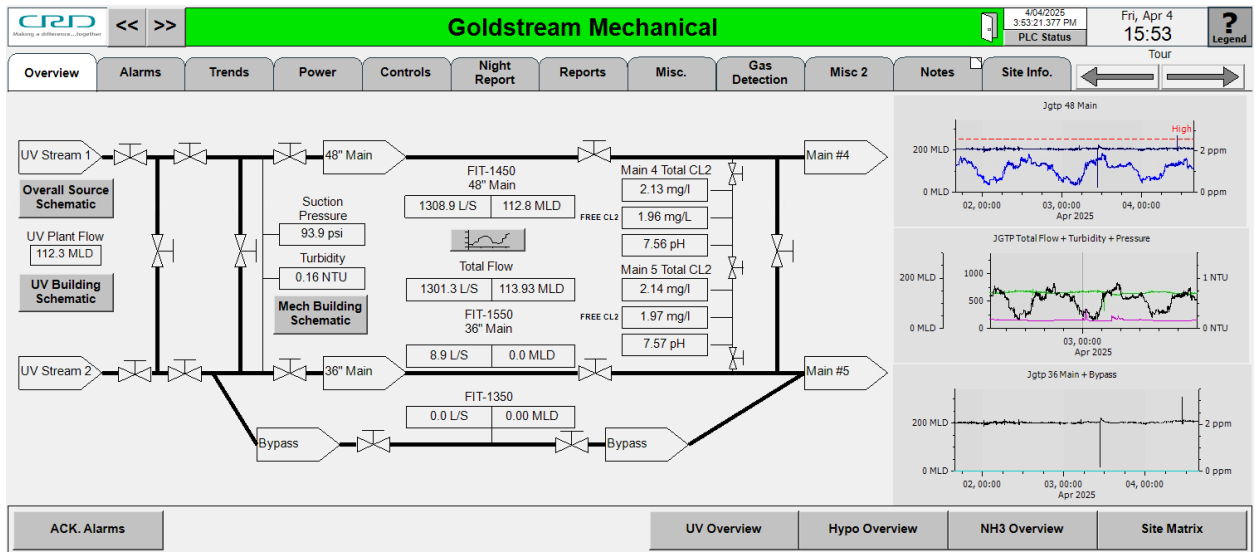 CRD
Making a difference...together
<< >>
Goldstream Mechanical
4/04/2025
3:53:21.377 PM
PLC Status
Fri, Apr 4
15:53
?
Legend
Overview
Alarms
Trends
Power
Controls
Night
Report
Reports
Misc.
Gas
Detection
Misc 2
Notes
Site Info.
Tour
UV Stream 1
48" Main
Main #4
Overall Source
Schematic
UV Plant Flow
112.3 MLD
UV Building
Schematic
Suction
Pressure
93.9 psi
Turbidity
0.16 NTU
Mech Building
Schematic
FIT-1450
48" Main
1308.9 L/S 112.8 MLD
Total Flow
1301.3 L/S 113.93 MLD
FIT-1550
36" Main
8.9 L/S 0.0 MLD
Main 4 Total CL2
2.13 mg/l
FREE CL2 1.96 mg/L
7.56 pH
Main 5 Total CL2
2.14 mg/l
FREE CL2 1.97 mg/l
7.57 pH
UV Stream 2
36" Main
Main #5
FIT-1350
0.0 L/S 0.00 MLD
Bypass
Bypass
Jgtp 48 Main
High
200 MLD
2 ppm
0 MLD
0 ppm
02, 00:00 03, 00:00 04, 00:00
Apr 2025
JGTP Total Flow + Turbidity + Pressure
1000
200 MLD
1 NTU
500
0 MLD
0
0 NTU
03, 00:00
Apr 2025
Jgtp 36 Main + Bypass
200 MLD
2 ppm
0 MLD
0 ppm
02, 00:00 03, 00:00 04, 00:00
Apr 2025
ACK. Alarms
UV Overview
Hypo Overview
NH3 Overview
Site Matrix